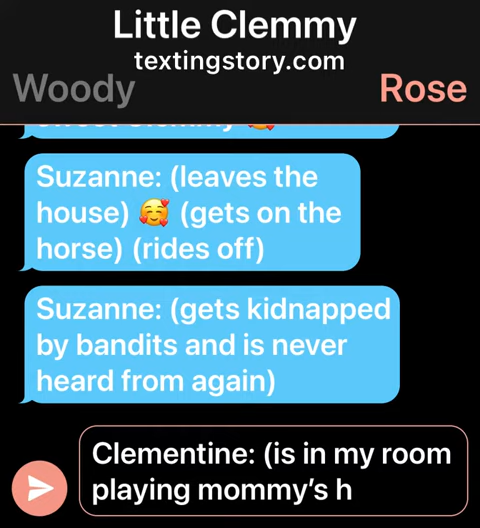 Little Clemmy
textingstory.com
Woody
Rose
Suzanne: (leaves the
house) 🥰 (gets on the
horse) (rides off)
Suzanne: (gets kidnapped
by bandits and is never
heard from again)
Clementine: (is in my room
playing mommy’s h